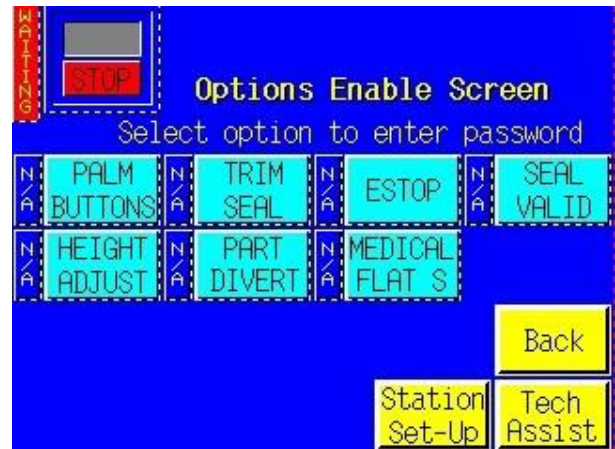 WAITING
STOP
Options Enable Screen
Select option to enter password
N/A PALM BUTTONS N/A TRIM SEAL N/A ESTOP N/A SEAL VALID
N/A HEIGHT ADJUST N/A PART DIVERT N/A MEDICAL FLAT S
Back
Station Set-Up Tech Assist